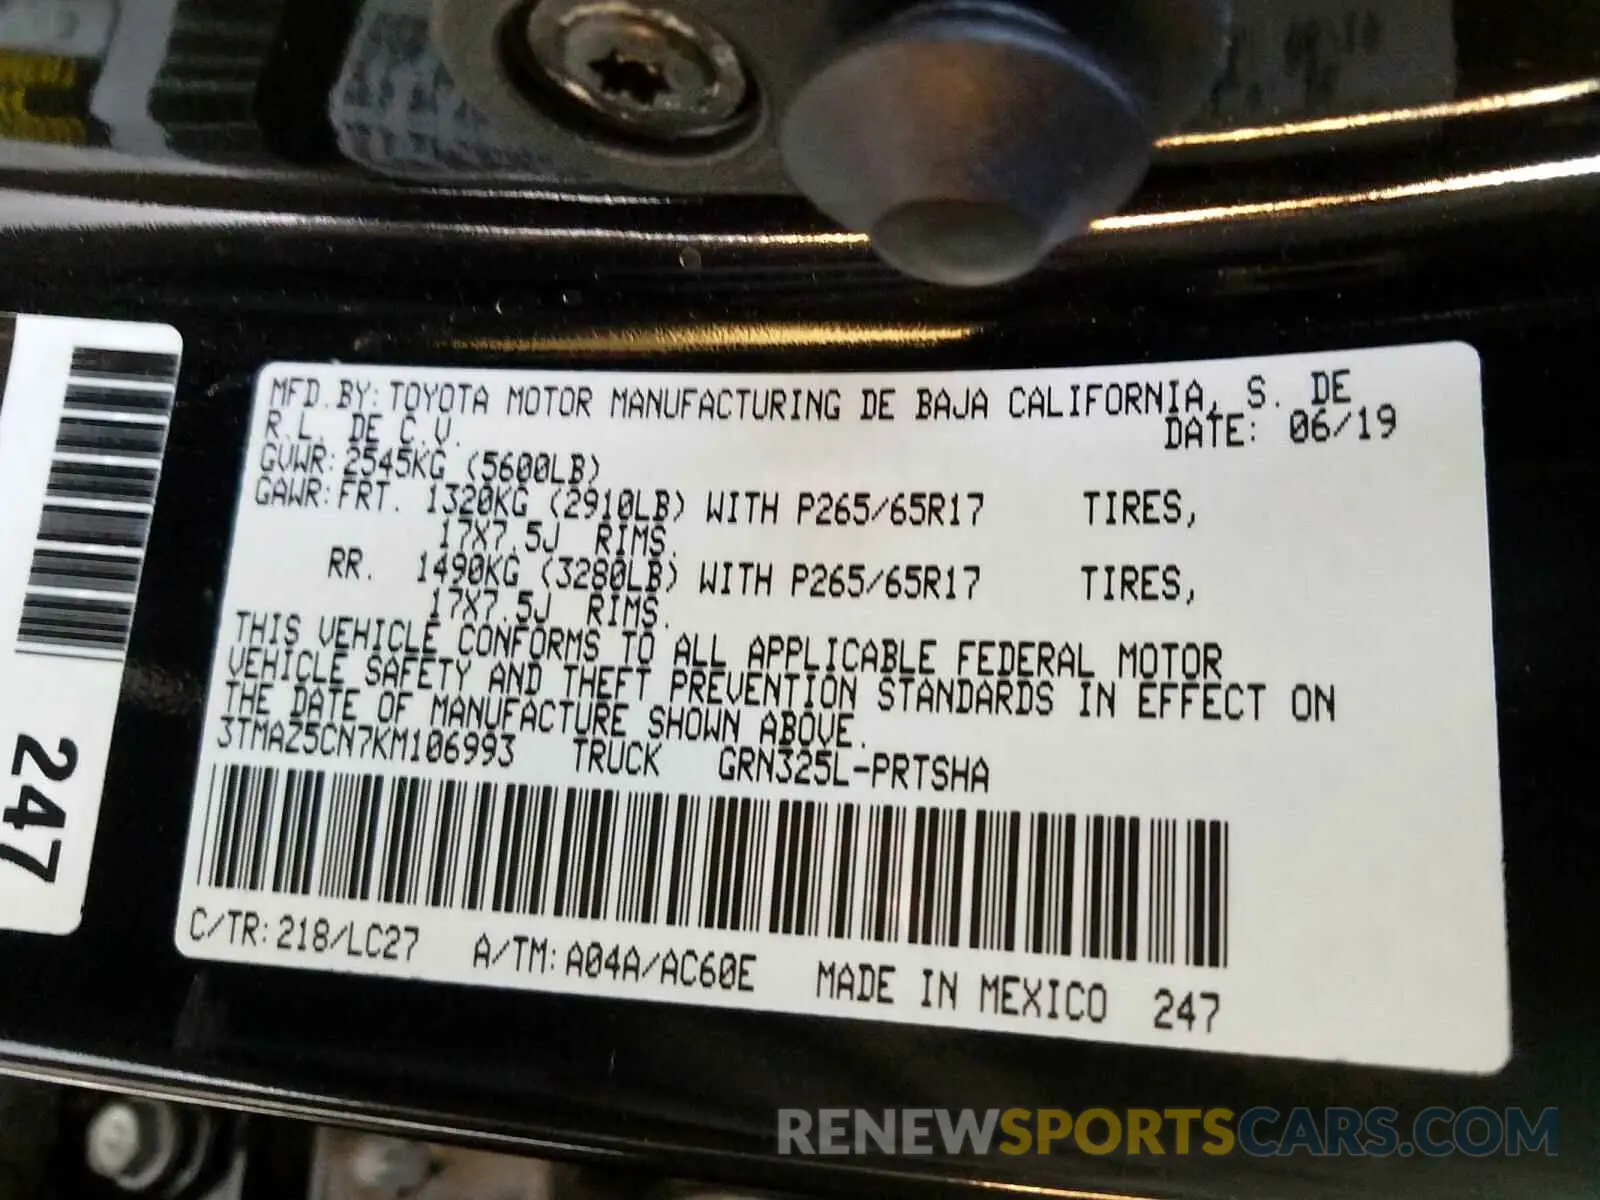 MFD.BY:TOYOTA MOTOR MANUFACTURING DE BAJA CALIFORNIA, S. DE
R.L. DE C.V. DATE: 06/19
GVWR:2545KG (5600LB)
GAWR:FRT. 1320KG (2910LB) WITH P265/65R17 TIRES,
17X7.5J RIMS.
RR. 1490KG (3280LB) WITH P265/65R17 TIRES,
17X7.5J RIMS.
THIS VEHICLE CONFORMS TO ALL APPLICABLE FEDERAL MOTOR
VEHICLE SAFETY AND THEFT PREVENTION STANDARDS IN EFFECT ON
THE DATE OF MANUFACTURE SHOWN ABOVE.
3TMAZ5CN7KM106993 TRUCK GRN325L-PRTSHA
C/TR:218/LC27 A/TM:A04A/AC60E MADE IN MEXICO 247
247
RENEWSPORTSCARS.COM